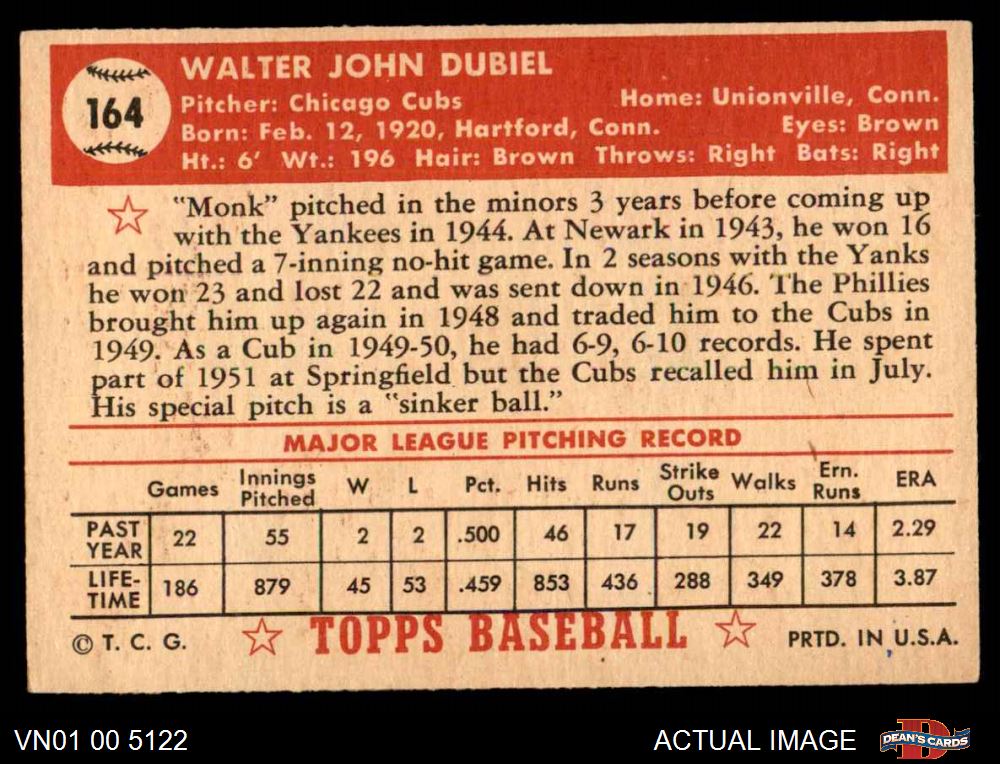 164
WALTER JOHN DUBIEL
Pitcher: Chicago Cubs Home: Unionville, Conn.
Born: Feb. 12, 1920, Hartford, Conn. Eyes: Brown
Ht.: 6' Wt.: 196 Hair: Brown Throws: Right Bats: Right
"Monk" pitched in the minors 3 years before coming up
with the Yankees in 1944. At Newark in 1943, he won 16
and pitched a 7-inning no-hit game. In 2 seasons with the Yanks
he won 23 and lost 22 and was sent down in 1946. The Phillies
brought him up again in 1948 and traded him to the Cubs in
1949. As a Cub in 1949-50, he had 6-9, 6-10 records. He spent
part of 1951 at Springfield but the Cubs recalled him in July.
His special pitch is a "sinker ball."
MAJOR LEAGUE PITCHING RECORD
Games Innings Pitched W L Pct. Hits Runs Strike Outs Walks Ern. Runs ERA
PAST YEAR 22 55 2 2 .500 46 17 19 22 14 2.29
LIFE-TIME 186 879 45 53 .459 853 436 288 349 378 3.87
© T. C. G. TOPPS BASEBALL PRTD. IN U.S.A.
VN01 00 5122 ACTUAL IMAGE D DEAN'S CARDS